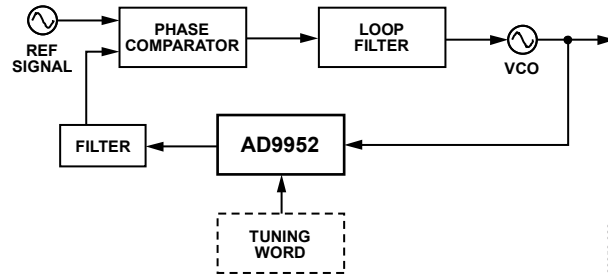 REF
SIGNAL
PHASE
COMPARATOR
LOOP
FILTER
VCO
FILTER
AD9952
TUNING
WORD